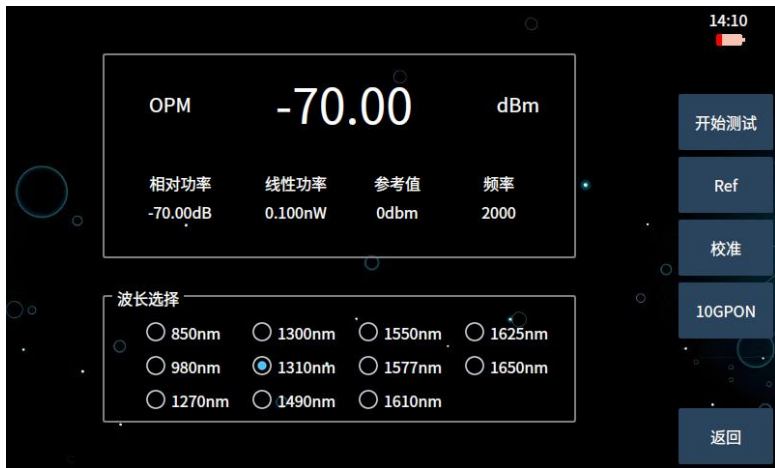 14:10
OPM -70.00 dBm
相对功率 线性功率 参考值 频率
-70.00dB 0.100nW 0dbm 2000
开始测试
Ref
校准
10GPON
波长选择
850nm 1300nm 1550nm 1625nm
980nm 1310nm 1577nm 1650nm
1270nm 1490nm 1610nm
返回